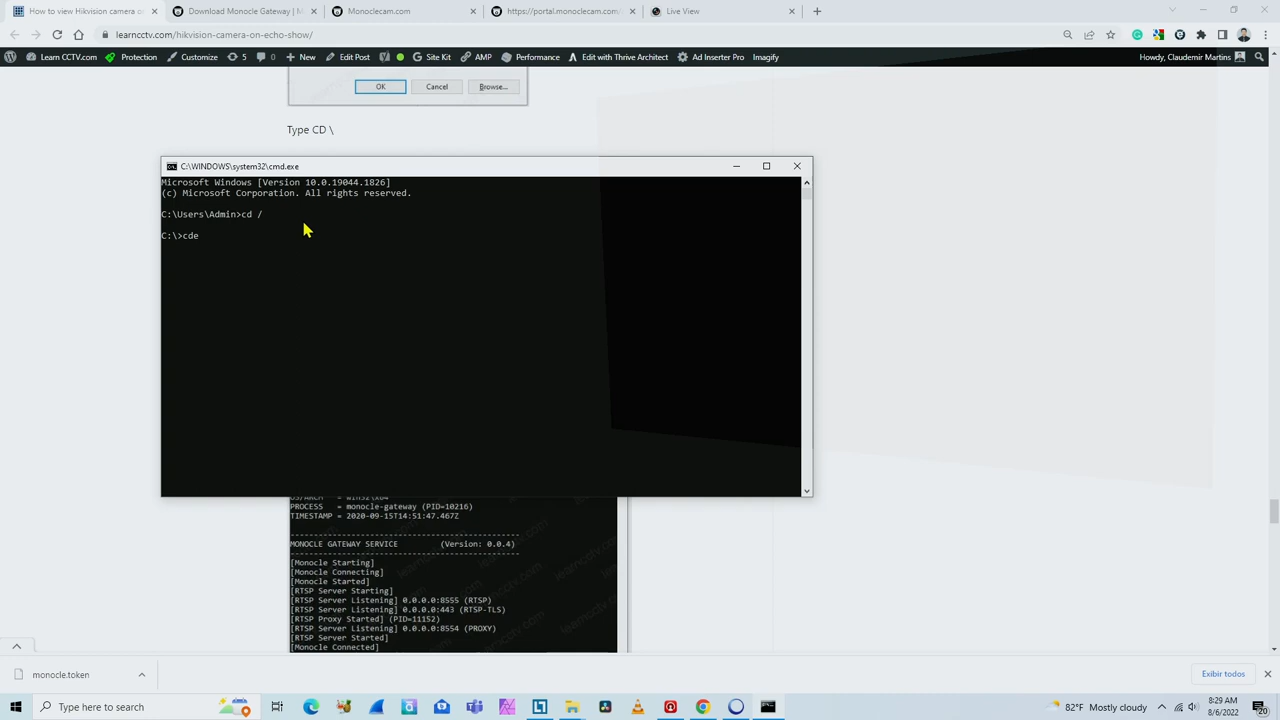 How to view Hikvision camera o
Download Monocle Gateway | M
Monoclecam.com
https://portal.monoclecam.com/
Live View
learncctv.com/hikvision-camera-on-echo-show/
Learn CCTV.com
Protection
Customize
5
0
New
Edit Post
Site Kit
AMP
Performance
Edit with Thrive Architect
Ad Inserter Pro
Imagify
Howdy, Claudemir Martins
OK
Cancel
Browse...
Type CD \
C:\WINDOWS\system32\cmd.exe
Microsoft Windows [Version 10.0.19044.1826]
(c) Microsoft Corporation. All rights reserved.
C:\Users\Admin>cd /
C:\>cde
OS/ARCH = win32\x64
PROCESS = monocle-gateway (PID=10216)
TIMESTAMP = 2020-09-15T14:51:47.467Z
MONOCLE GATEWAY SERVICE (Version: 0.0.4)
[Monocle Starting]
[Monocle Connecting]
[Monocle Started]
[RTSP Server Starting]
[RTSP Server Listening] 0.0.0.0:8555 (RTSP)
[RTSP Server Listening] 0.0.0.0:443 (RTSP-TLS)
[RTSP Proxy Started] (PID=11152)
[RTSP Server Listening] 0.0.0.0:8554 (PROXY)
[RTSP Server Started]
[Monocle Connected]
monocle.token
Exibir todos
Type here to search
82°F Mostly cloudy
8:29 AM
8/6/2022
20